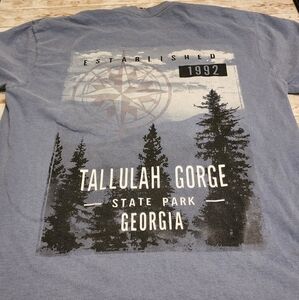 ESTABLISHED
1992
TALLULAH GORGE
STATE PARK
GEORGIA